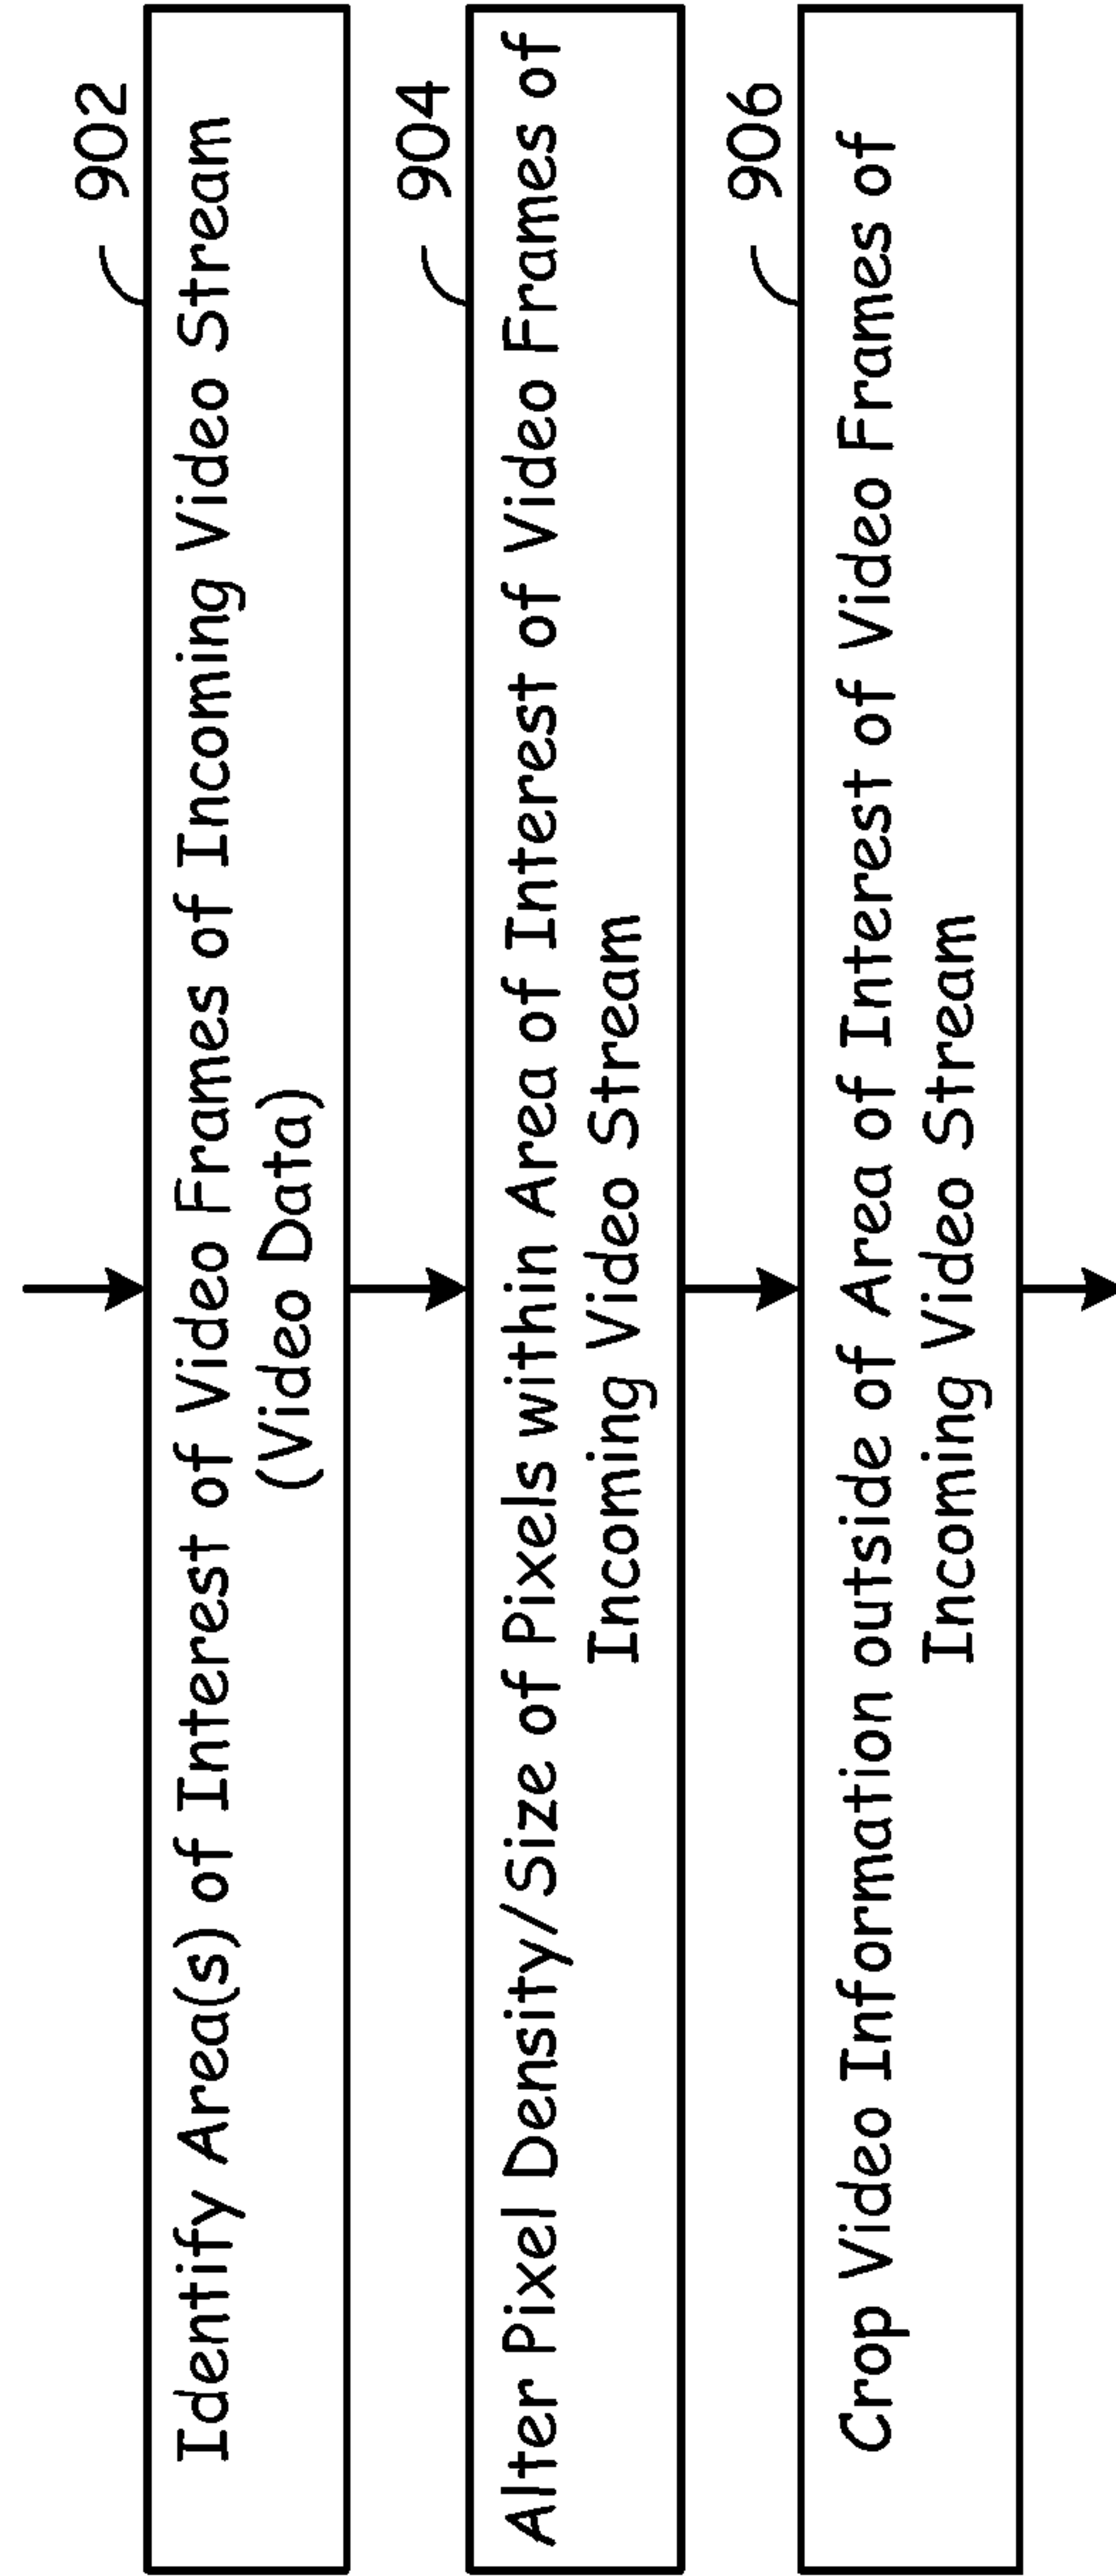 902
Identify Area(s) of Interest of Video Frames of Incoming Video Stream
(Video Data)
904
Alter Pixel Density/Size of Pixels within Area of Interest of Video Frames of
Incoming Video Stream
906
Crop Video Information outside of Area of Interest of Video Frames of
Incoming Video Stream